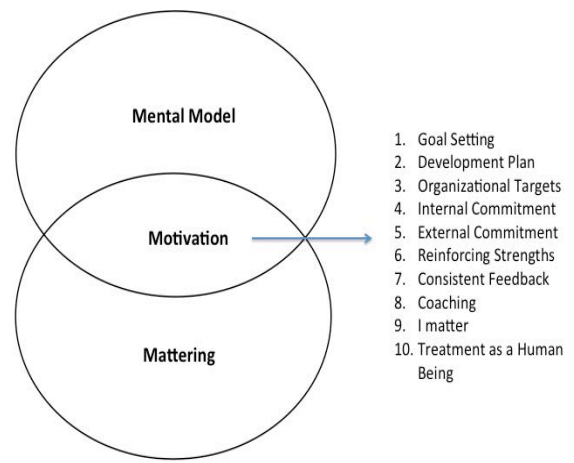 Mental Model
Motivation
Mattering
1. Goal Setting
2. Development Plan
3. Organizational Targets
4. Internal Commitment
5. External Commitment
6. Reinforcing Strengths
7. Consistent Feedback
8. Coaching
9. I matter
10. Treatment as a Human
Being